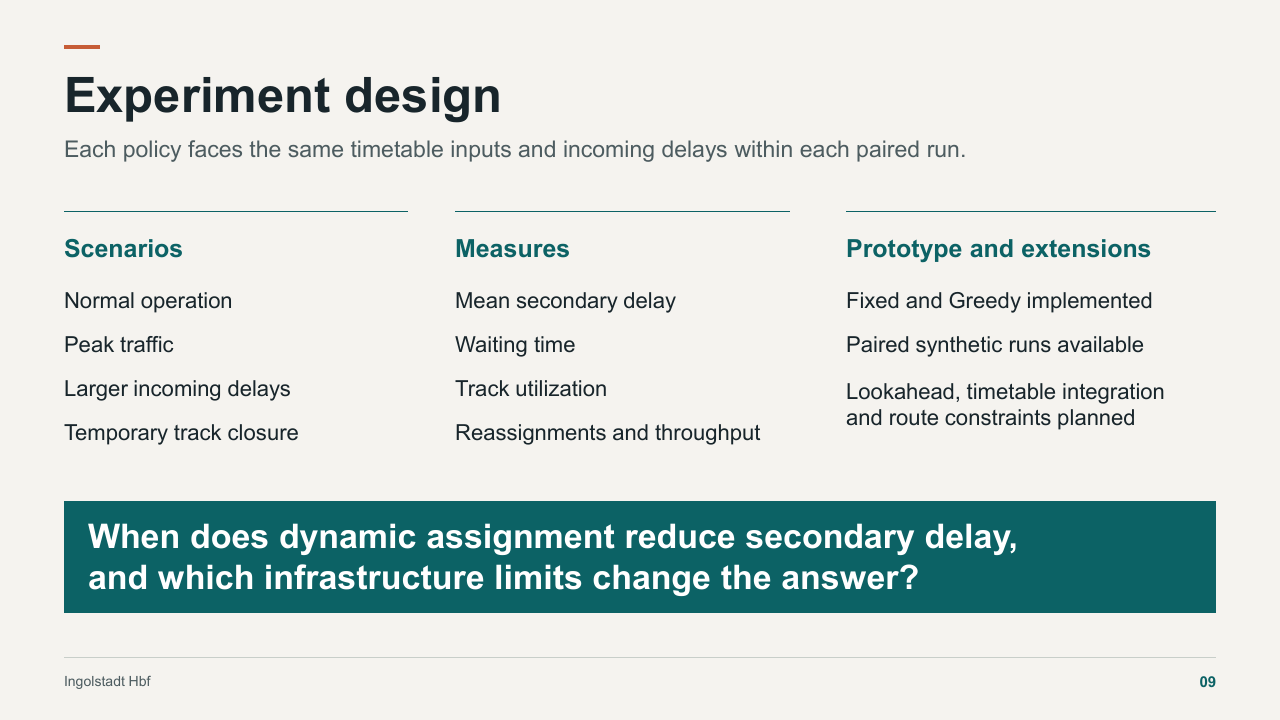 Experiment design
Each policy faces the same timetable inputs and incoming delays within each paired run.
Scenarios
Normal operation
Peak traffic
Larger incoming delays
Temporary track closure
Measures
Mean secondary delay
Waiting time
Track utilization
Reassignments and throughput
Prototype and extensions
Fixed and Greedy implemented
Paired synthetic runs available
Lookahead, timetable integration
and route constraints planned
When does dynamic assignment reduce secondary delay,
and which infrastructure limits change the answer?
Ingolstadt Hbf
09